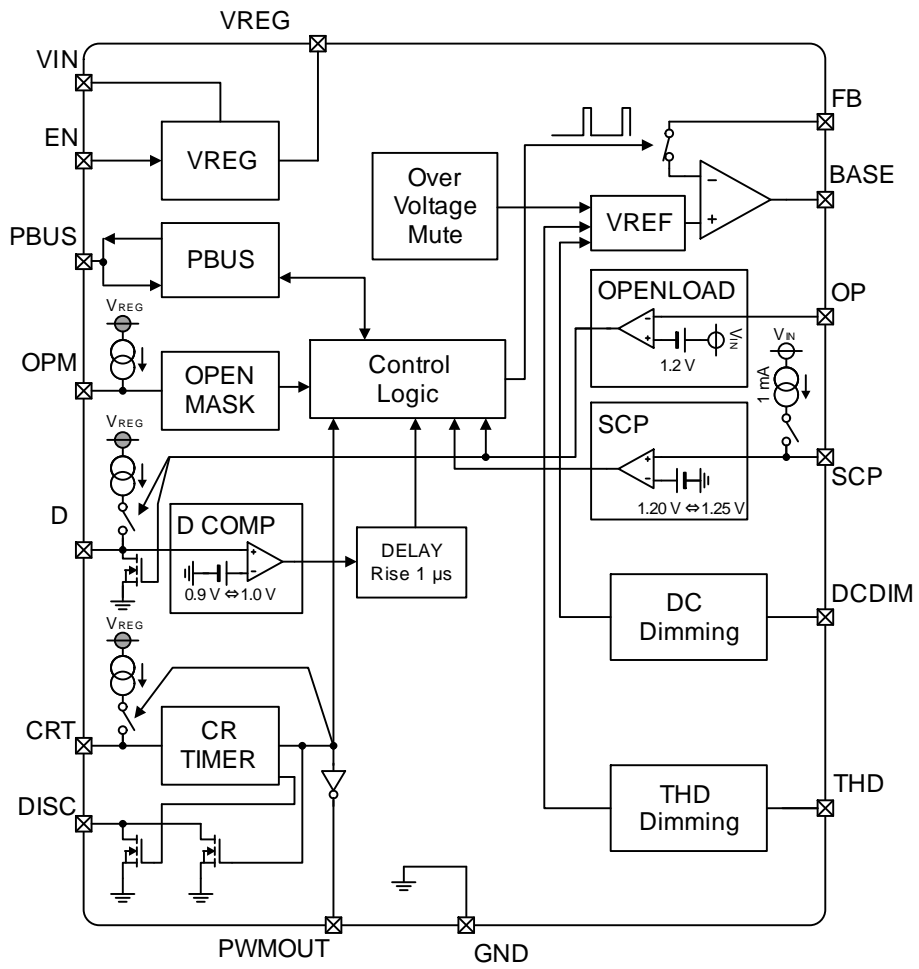 VREG
VIN
EN
VREG
FB
BASE
Over
Voltage
Mute
VREF
PBUS
PBUS
OPENLOAD
1.2 V
VIN
OP
VIN
1 mA
VREG
OPM
OPEN
MASK
Control
Logic
SCP
1.20 V ⇔ 1.25 V
SCP
VREG
D
D COMP
0.9 V ⇔ 1.0 V
DELAY
Rise 1 µs
DC
Dimming
DCDIM
VREG
CRT
CR
TIMER
DISC
THD
Dimming
THD
PWMOUT
GND